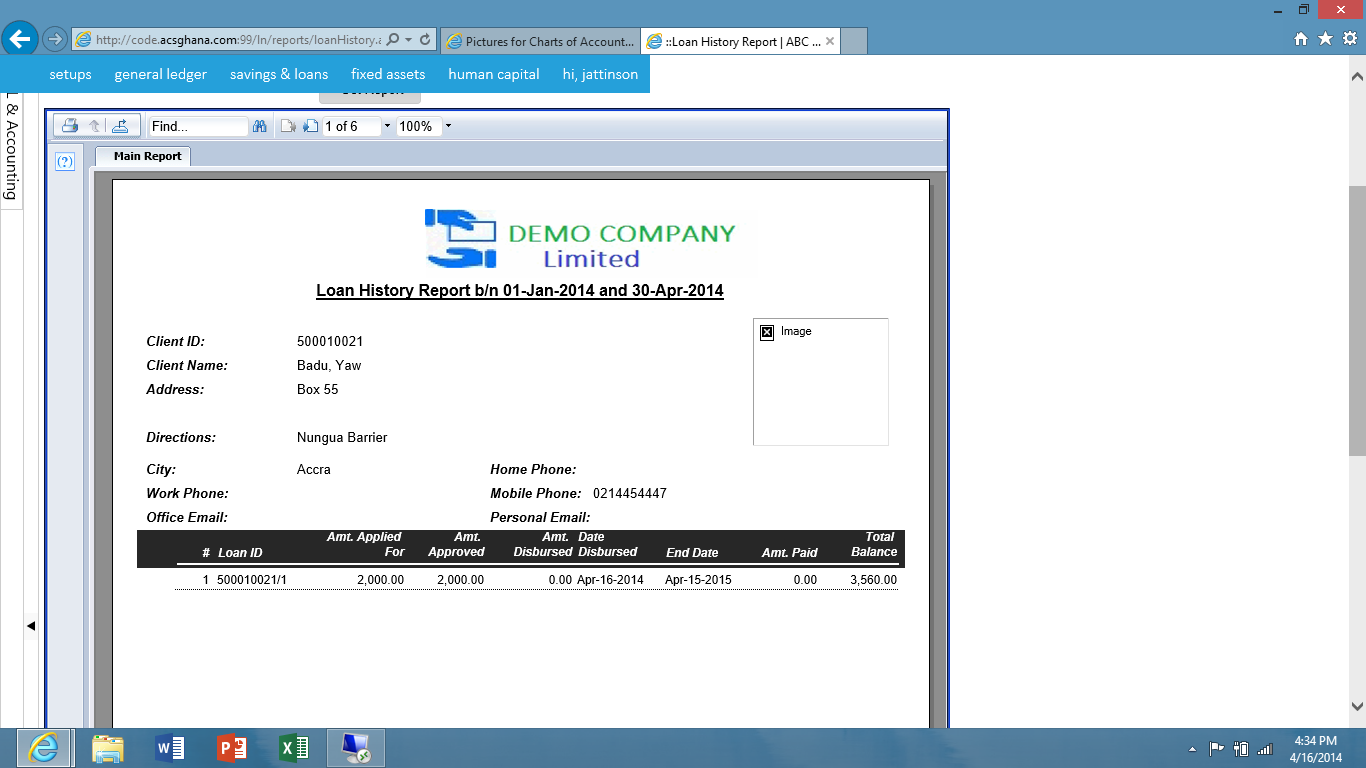 http://code.acsghana.com:99/ln/reports/loanHistory.a
Pictures for Charts of Account...
::Loan History Report | ABC ...
setups general ledger savings & loans fixed assets human capital hi, jattinson
& Accounting
Find... 1 of 6 100%
(?)
Main Report
DEMO COMPANY
Limited
Loan History Report b/n 01-Jan-2014 and 30-Apr-2014
Image
Client ID: 500010021
Client Name: Badu, Yaw
Address: Box 55
Directions: Nungua Barrier
City: Accra Home Phone:
Work Phone: Mobile Phone: 0214454447
Office Email: Personal Email:
Amt. Applied Amt. Amt. Date Total
# Loan ID For Approved Disbursed Disbursed End Date Amt. Paid Balance
1 500010021/1 2,000.00 2,000.00 0.00 Apr-16-2014 Apr-15-2015 0.00 3,560.00
4:34 PM
4/16/2014